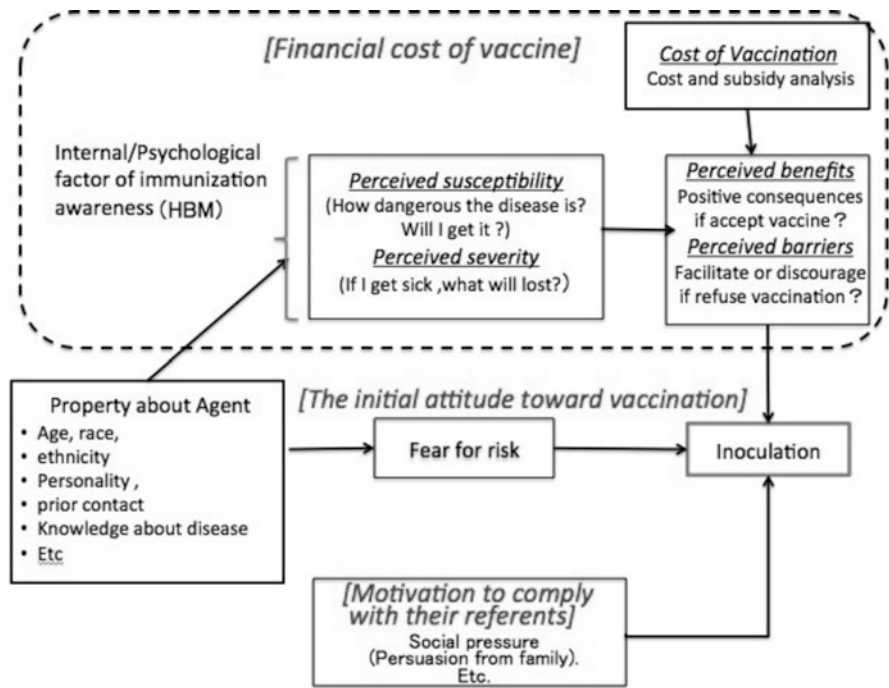 [Financial cost of vaccine]
Cost of Vaccination
Cost and subsidy analysis
Internal/Psychological
factor of immunization
awareness (HBM)
Perceived susceptibility
(How dangerous the disease is?
Will I get it ?)
Perceived severity
(If I get sick ,what will lost?)
Perceived benefits
Positive consequences
if accept vaccine ?
Perceived barriers
Facilitate or discourage
if refuse vaccination ?
Property about Agent
• Age, race,
• ethnicity
• Personality ,
• prior contact
• Knowledge about disease
• Etc
[The initial attitude toward vaccination]
Fear for risk
Inoculation
[Motivation to comply
with their referents]
Social pressure
(Persuasion from family).
Etc.